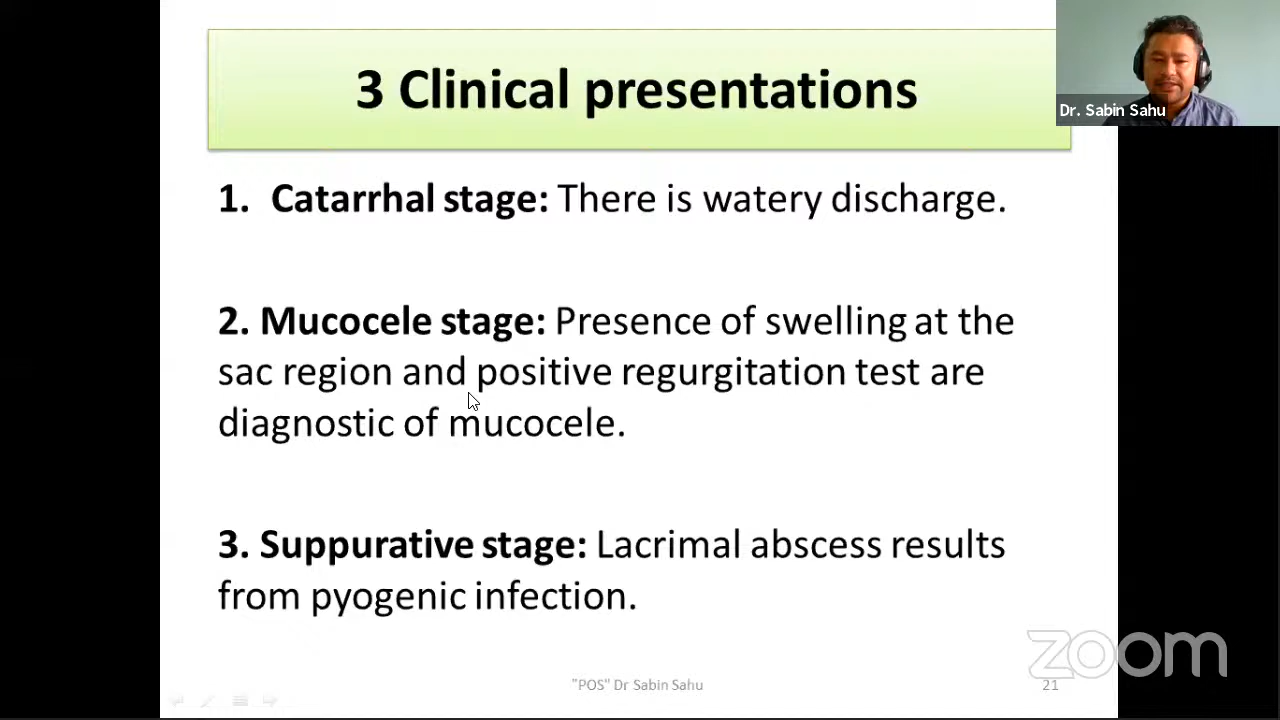 3 Clinical presentations
Dr. Sabin Sahu
1. Catarrhal stage: There is watery discharge.
2. Mucocele stage: Presence of swelling at the
sac region and positive regurgitation test are
diagnostic of mucocele.
3. Suppurative stage: Lacrimal abscess results
from pyogenic infection.
zoom
"POS" Dr Sabin Sahu
21